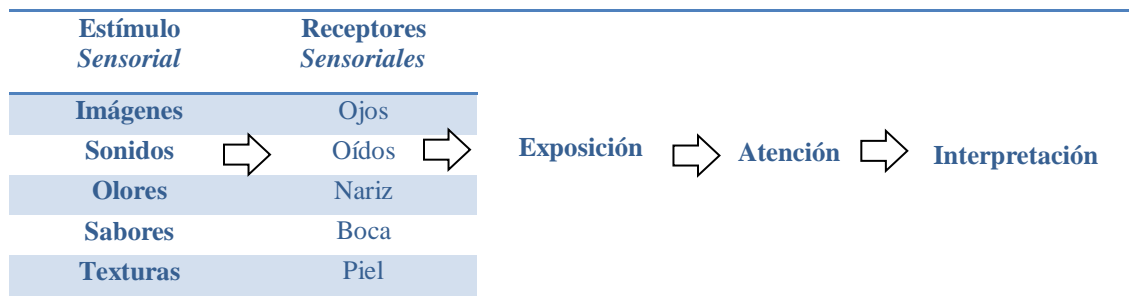 Estímulo Receptores
Sensorial Sensoriales
Imágenes Ojos
Sonidos Oídos Exposición Atención Interpretación
Olores Nariz
Sabores Boca
Texturas Piel